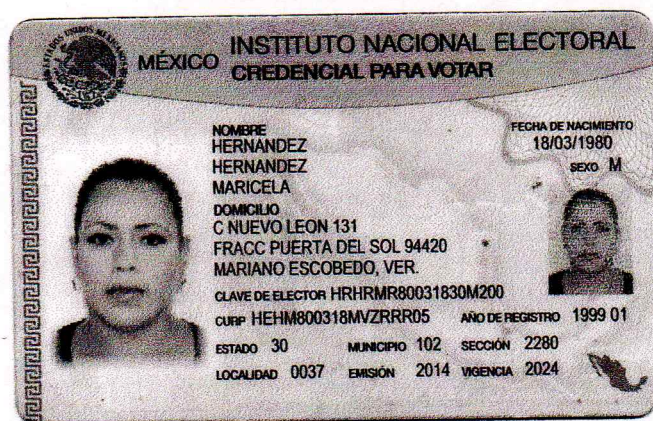 MÉXICO INSTITUTO NACIONAL ELECTORAL
CREDENCIAL PARA VOTAR
NOMBRE
HERNANDEZ
HERNANDEZ
MARICELA
FECHA DE NACIMIENTO
18/03/1980
SEXO M
DOMICILIO
C NUEVO LEON 131
FRACC PUERTA DEL SOL 94420
MARIANO ESCOBEDO, VER.
CLAVE DE ELECTOR HRHRMR80031830M200
CURP HEHM800318MVZRRR05 AÑO DE REGISTRO 1999 01
ESTADO 30 MUNICIPIO 102 SECCIÓN 2280
LOCALIDAD 0037 EMISIÓN 2014 VIGENCIA 2024